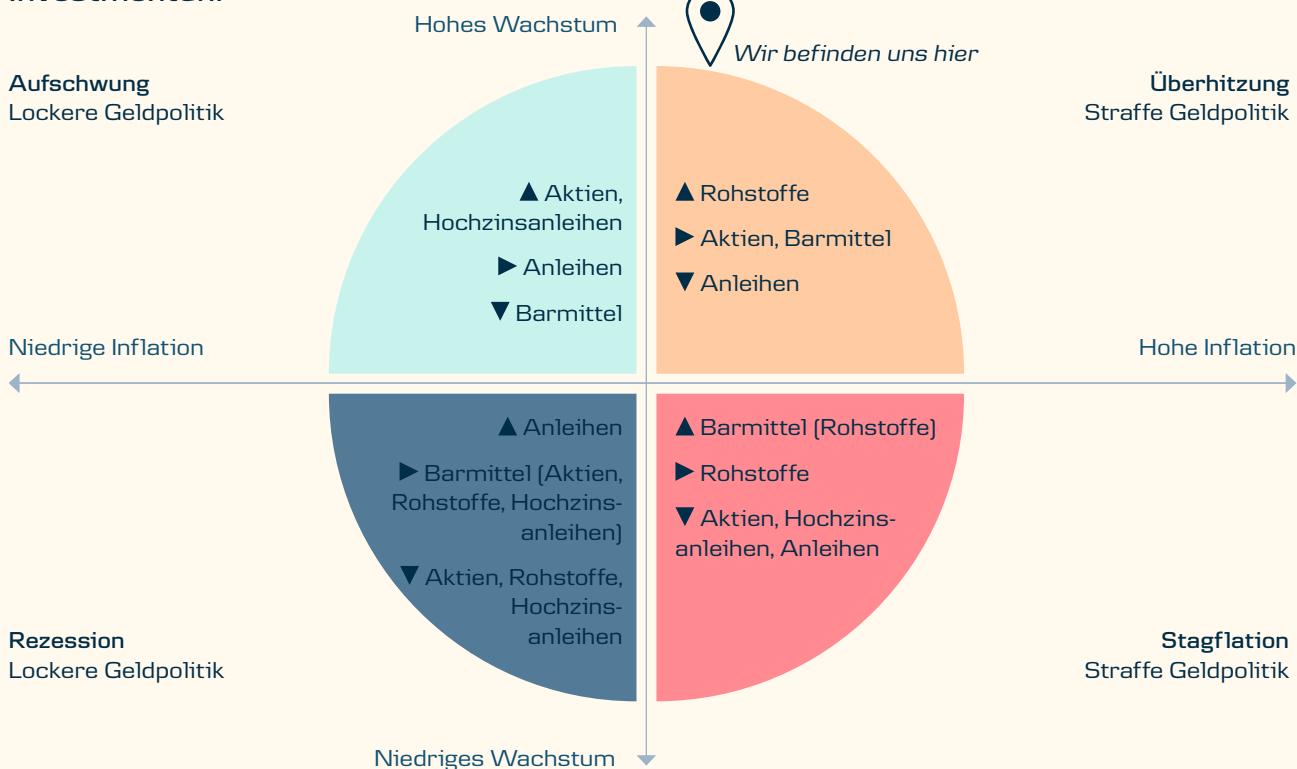 Hohes Wachstum
Wir befinden uns hier
Aufschwung
Lockere Geldpolitik
Überhitzung
Straffe Geldpolitik
▲ Aktien,
Hochzinsanleihen
▶ Anleihen
▼ Barmittel
▲ Rohstoffe
▶ Aktien, Barmittel
▼ Anleihen
Niedrige Inflation
Hohe Inflation
▲ Anleihen
▶ Barmittel (Aktien,
Rohstoffe, Hochzins-
anleihen)
▼ Aktien, Rohstoffe,
Hochzins-
anleihen
▲ Barmittel (Rohstoffe)
▶ Rohstoffe
▼ Aktien, Hochzins-
anleihen, Anleihen
Rezession
Lockere Geldpolitik
Stagflation
Straffe Geldpolitik
Niedriges Wachstum